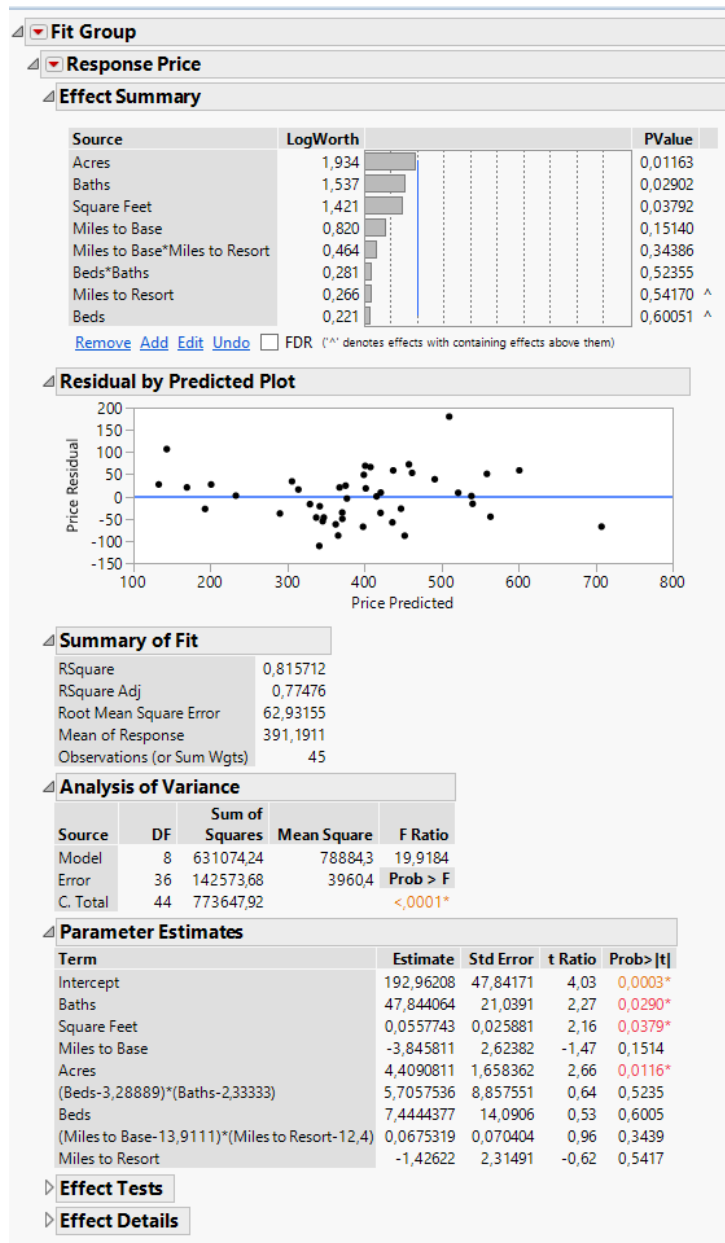 Fit Group
Response Price
Effect Summary
Source LogWorth PValue
Acres 1,934 0,01163
Baths 1,537 0,02902
Square Feet 1,421 0,03792
Miles to Base 0,820 0,15140
Miles to Base*Miles to Resort 0,464 0,34386
Beds*Baths 0,281 0,52355
Miles to Resort 0,266 0,54170 ^
Beds 0,221 0,60051 ^
Remove Add Edit Undo FDR ('^' denotes effects with containing effects above them)
Residual by Predicted Plot
200
150
100
50
0
-50
-100
-150
Price Residual
100 200 300 400 500 600 700 800
Price Predicted
Summary of Fit
RSquare 0,815712
RSquare Adj 0,77476
Root Mean Square Error 62,93155
Mean of Response 391,1911
Observations (or Sum Wgts) 45
Analysis of Variance
Sum of
Source DF Squares Mean Square F Ratio
Model 8 631074,24 78884,3 19,9184
Error 36 142573,68 3960,4 Prob > F
C. Total 44 773647,92 <,0001*
Parameter Estimates
Term Estimate Std Error t Ratio Prob>|t|
Intercept 192,96208 47,84171 4,03 0,0003*
Baths 47,844064 21,0391 2,27 0,0290*
Square Feet 0,0557743 0,025881 2,16 0,0379*
Miles to Base -3,845811 2,62382 -1,47 0,1514
Acres 4,4090811 1,658362 2,66 0,0116*
(Beds-3,28889)*(Baths-2,33333) 5,7057536 8,857551 0,64 0,5235
Beds 7,4444377 14,0906 0,53 0,6005
(Miles to Base-13,9111)*(Miles to Resort-12,4) 0,0675319 0,070404 0,96 0,3439
Miles to Resort -1,42622 2,31491 -0,62 0,5417
Effect Tests
Effect Details